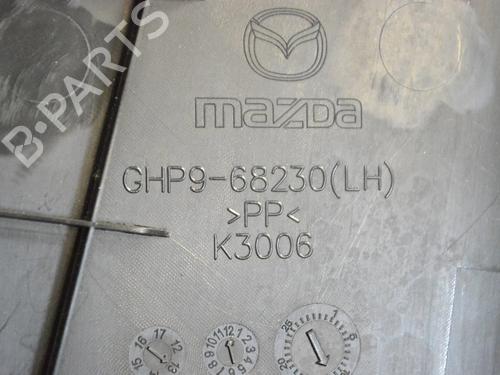 mazda
GHP9-68230(LH)
>PP<
K3006
B-PARTS